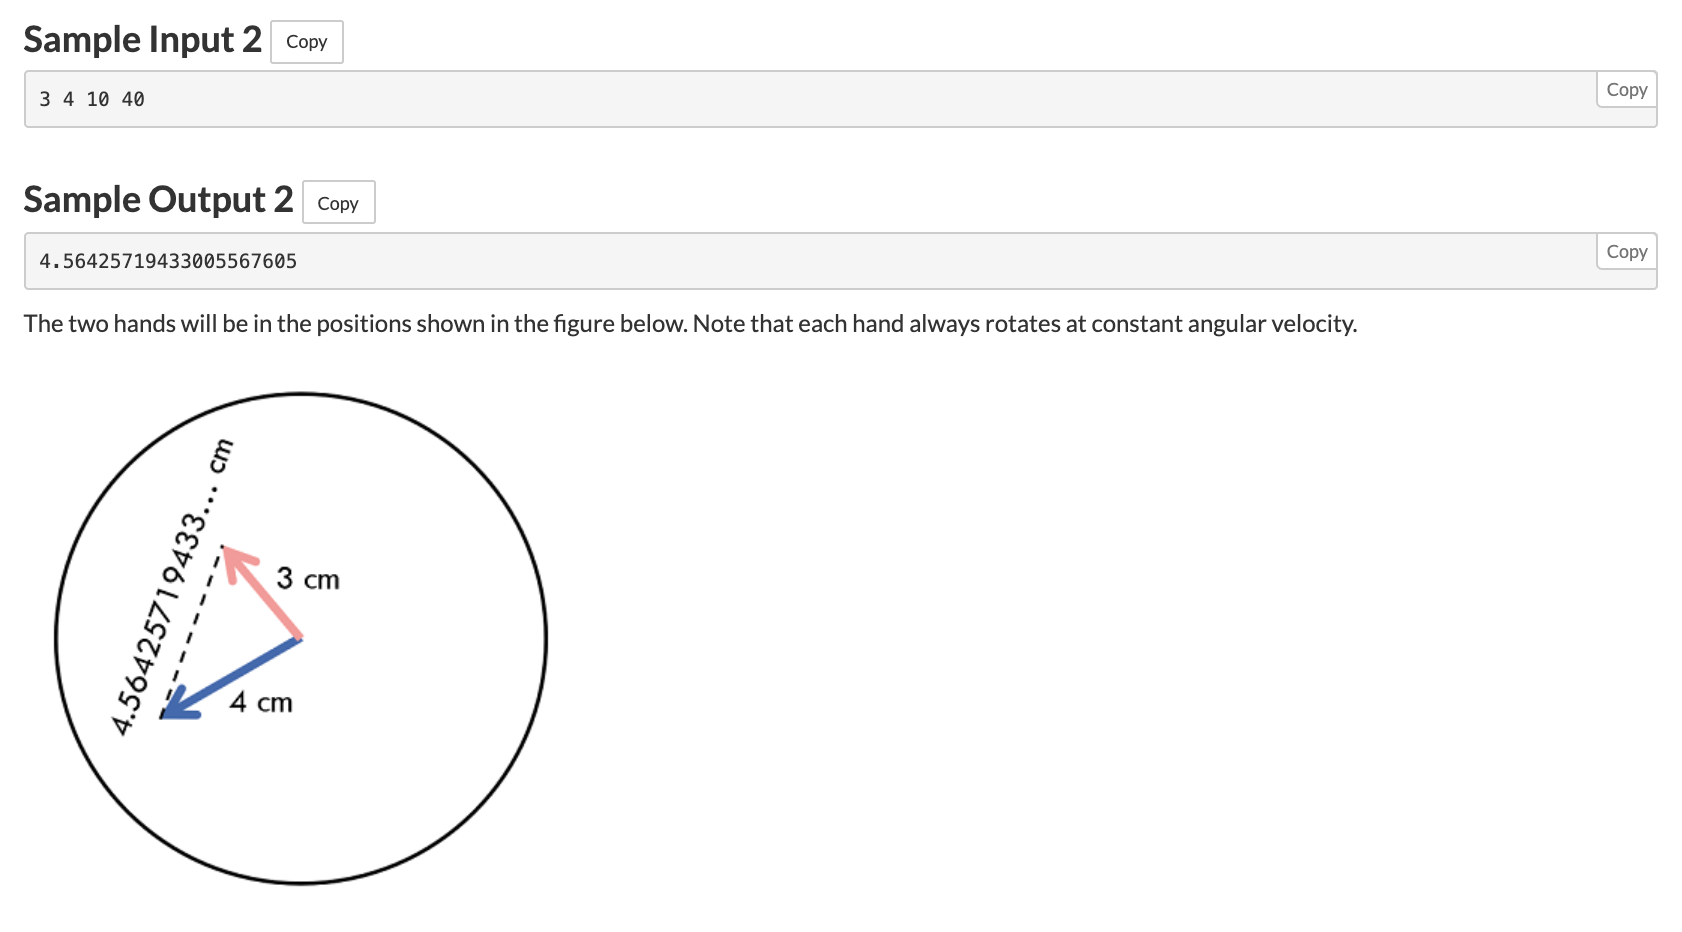 Sample Input 2 Copy
3 4 10 40 Copy
Sample Output 2 Copy
4.56425719433005567605 Copy
The two hands will be in the positions shown in the figure below. Note that each hand always rotates at constant angular velocity.
4.56425719433... cm
3 cm
4 cm